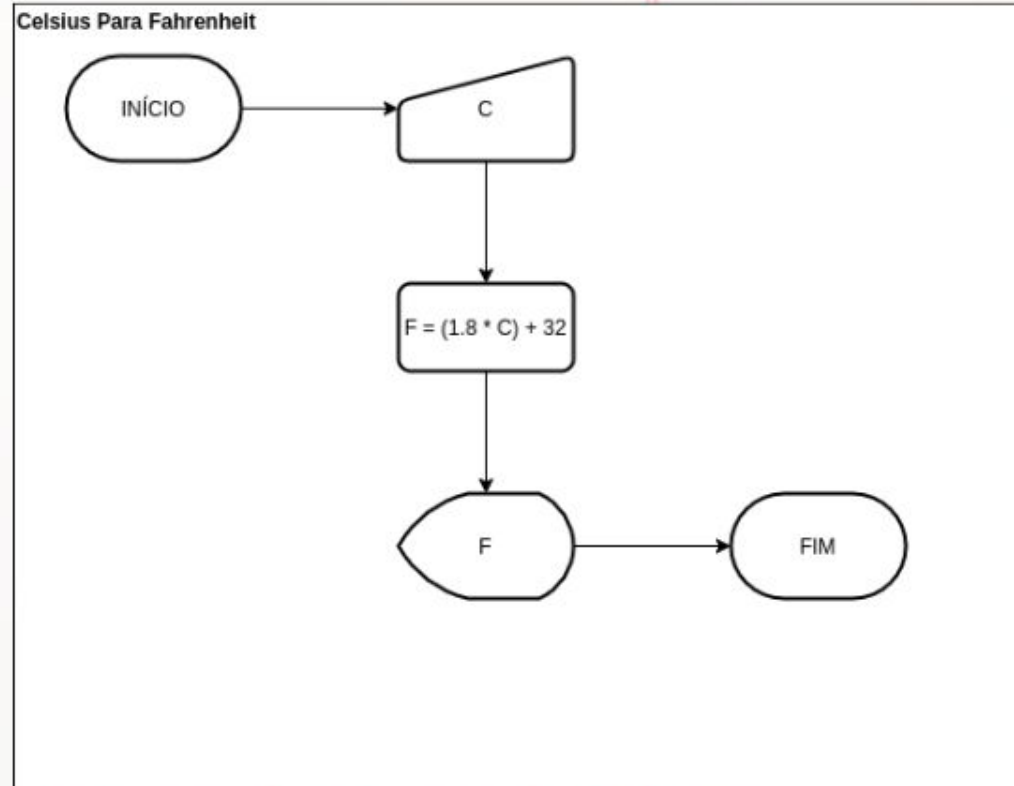 Celsius Para Fahrenheit
INÍCIO
C
F = (1.8 * C) + 32
F
FIM